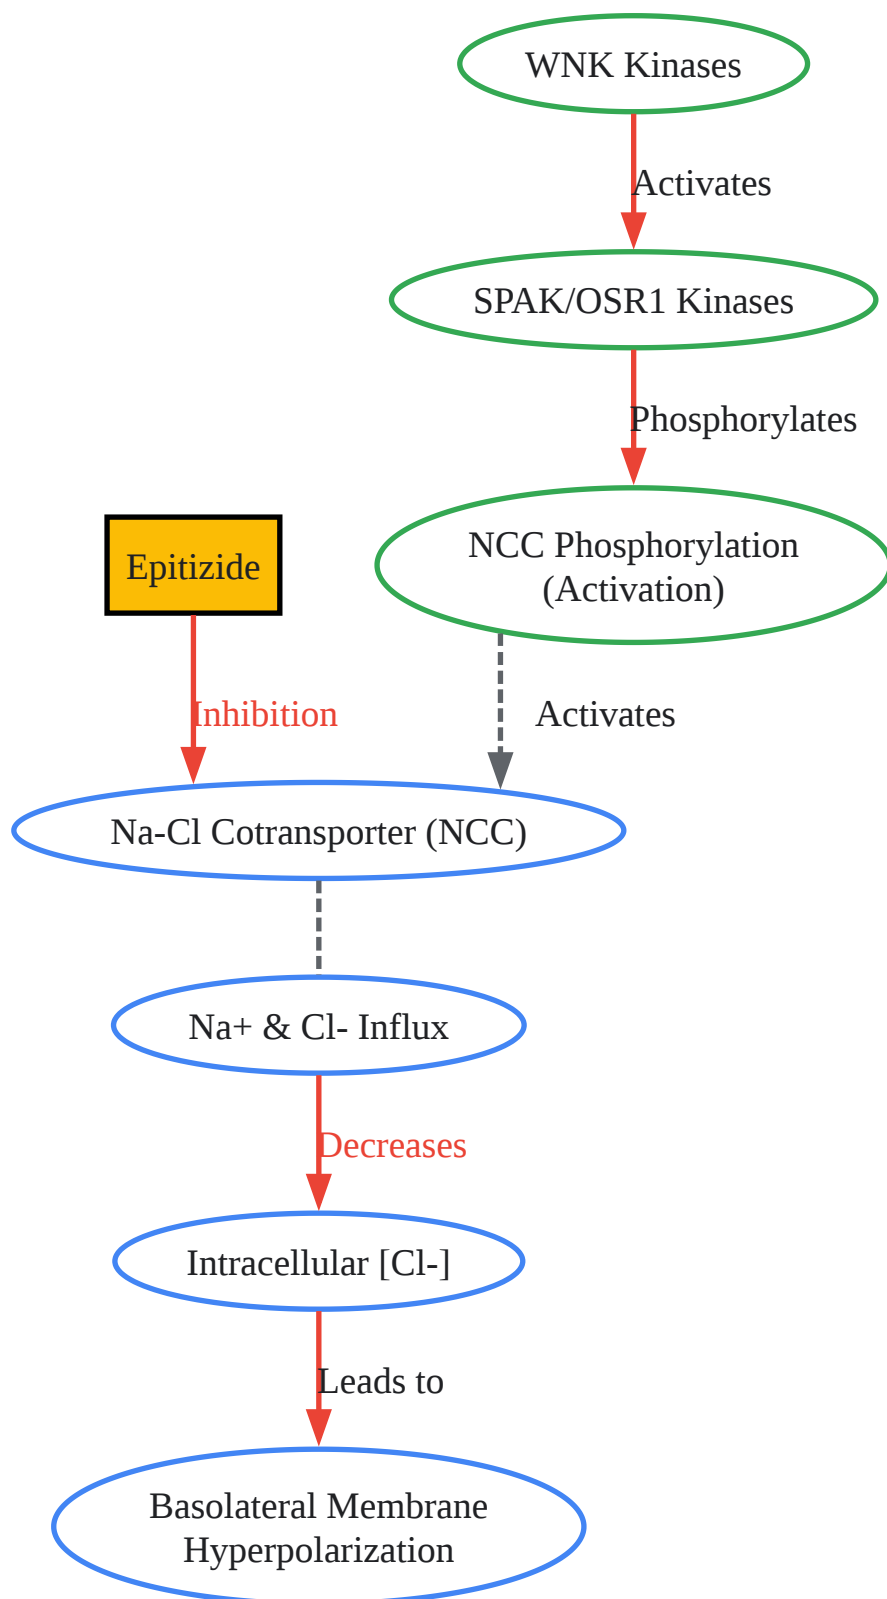 WNK Kinases
Activates
SPAK/OSR1 Kinases
Phosphorylates
NCC Phosphorylation
(Activation)
Epitizide
Inhibition
Activates
Na-Cl Cotransporter (NCC)
Na+ & Cl- Influx
Decreases
Intracellular [Cl-]
Leads to
Basolateral Membrane
Hyperpolarization